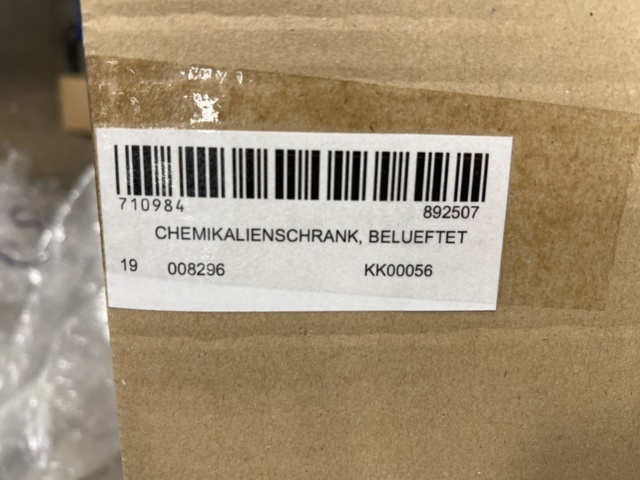 710984 892507
CHEMIKALIENSCHRANK, BELUEFTET
19 008296 KK00056